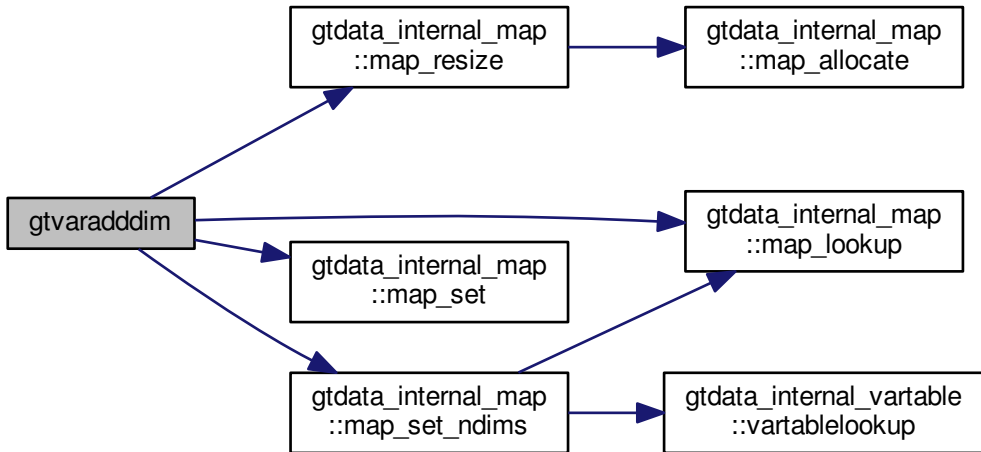 gtdata_internal_map
::map_resize
gtdata_internal_map
::map_allocate
gtvaradddim
gtdata_internal_map
::map_lookup
gtdata_internal_map
::map_set
gtdata_internal_map
::map_set_ndims
gtdata_internal_vartable
::vartablelookup